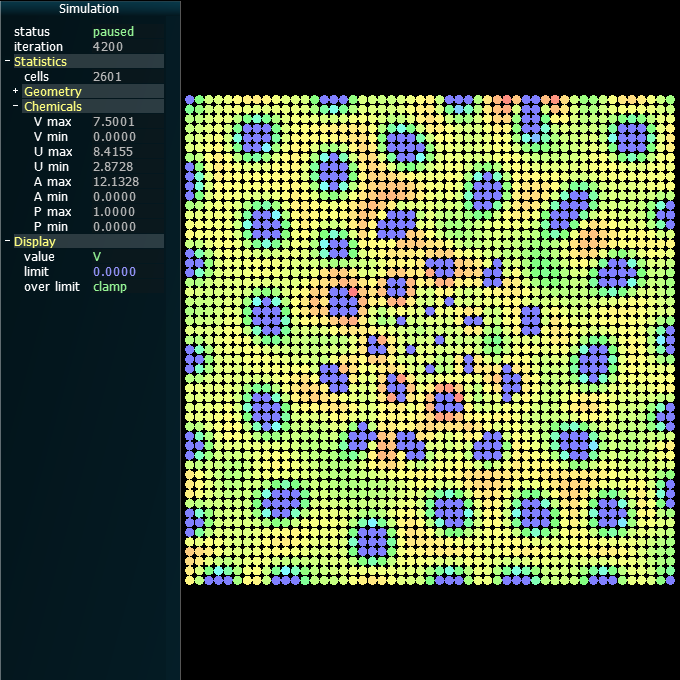 Simulation
status paused
iteration 4200
- Statistics
cells 2601
+ Geometry
- Chemicals
V max 7.5001
V min 0.0000
U max 8.4155
U min 2.8728
A max 12.1328
A min 0.0000
P max 1.0000
P min 0.0000
- Display
value V
limit 0.0000
over limit clamp